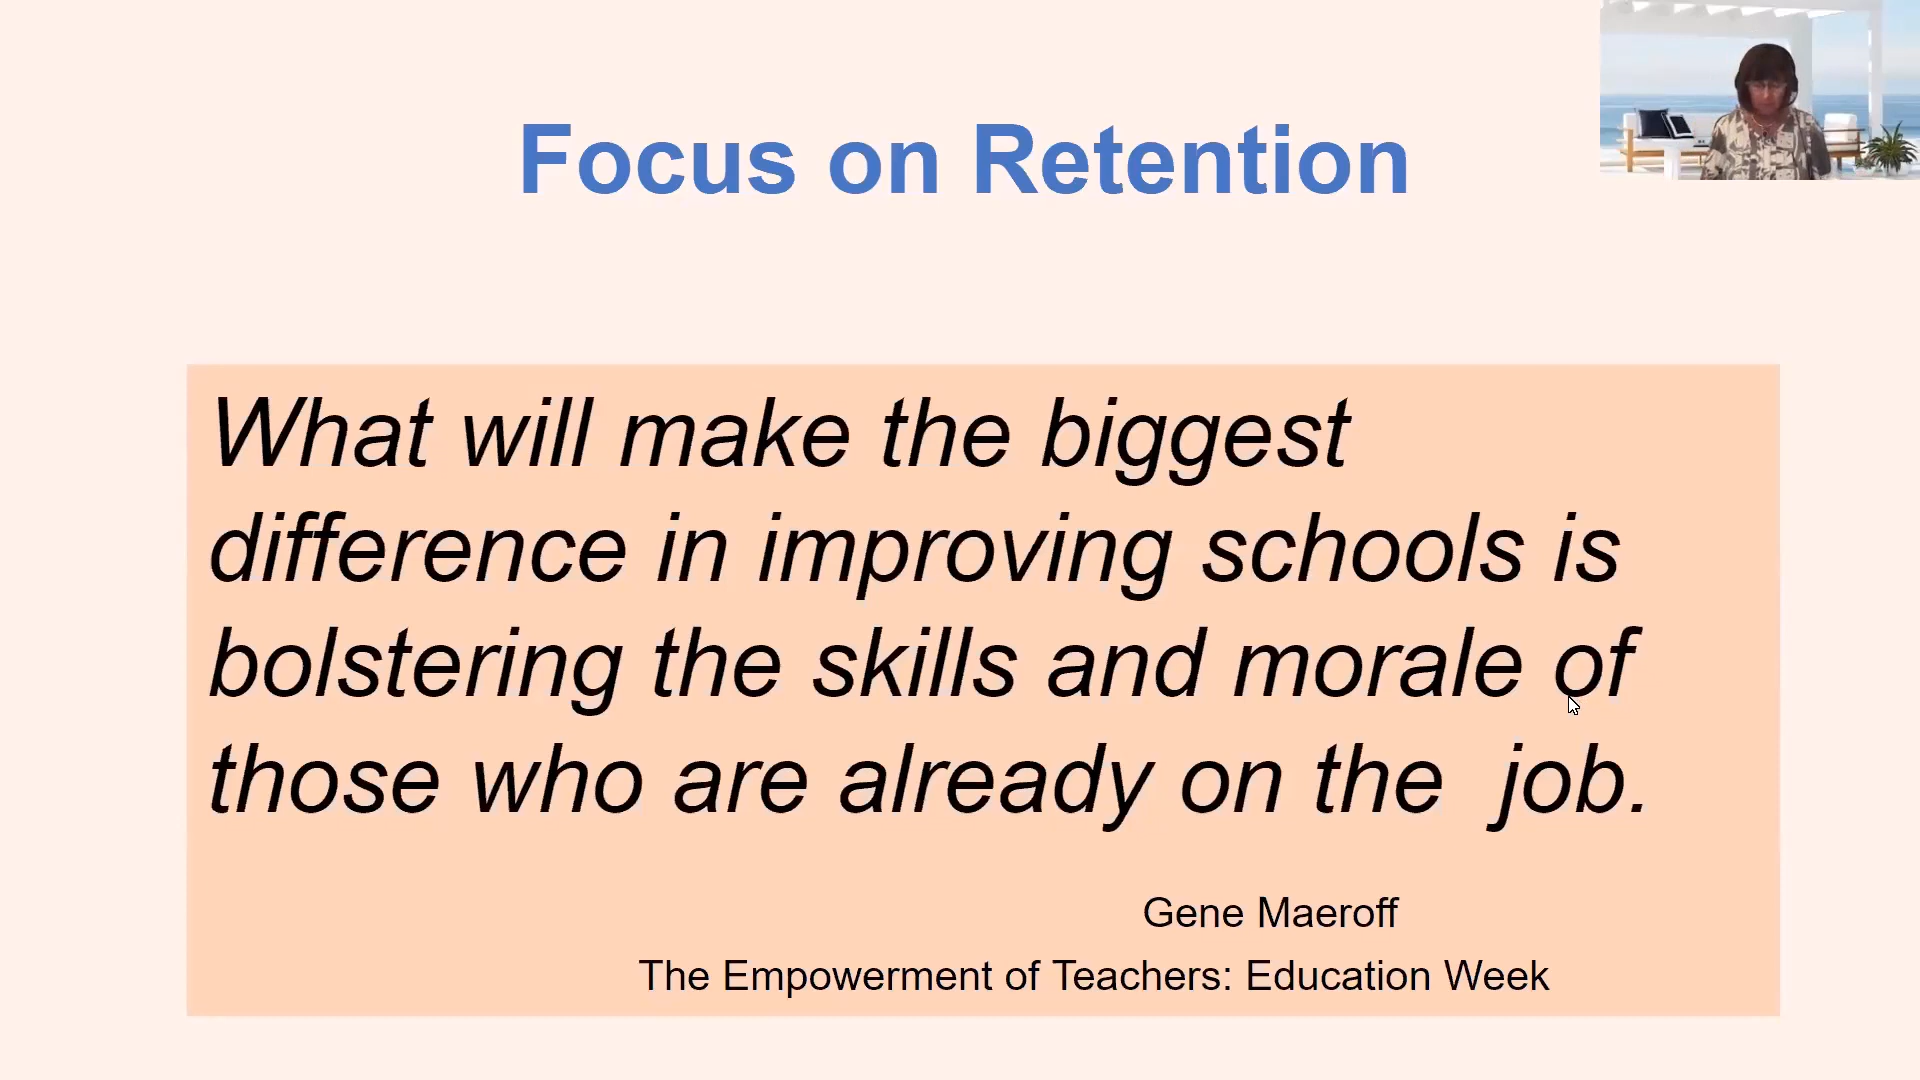 Focus on Retention
What will make the biggest
difference in improving schools is
bolstering the skills and morale of
those who are already on the  job.
Gene Maeroff
The Empowerment of Teachers: Education Week